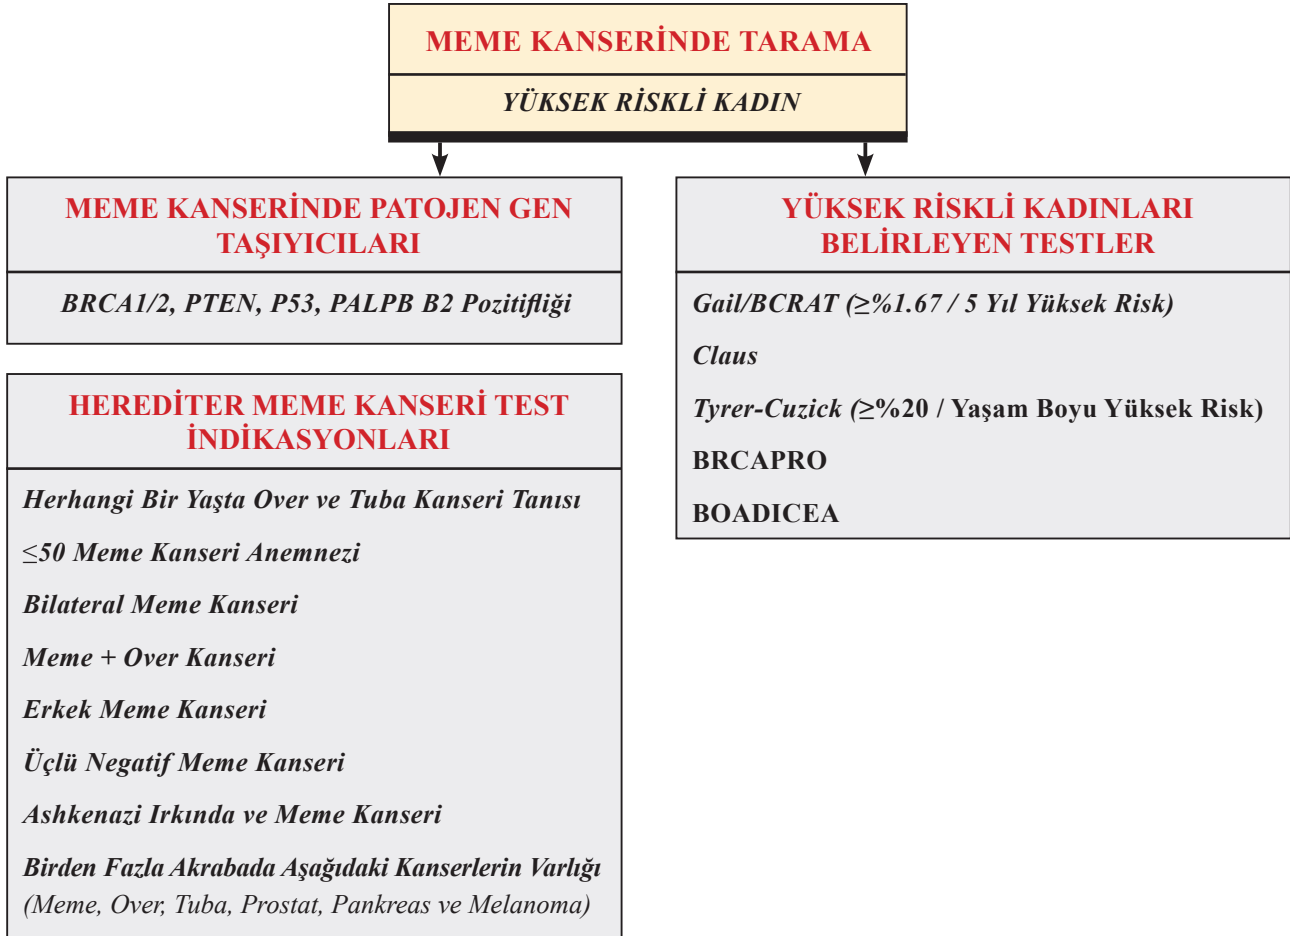 MEME KANSERİNDE TARAMA
YÜKSEK RİSKLİ KADIN
MEME KANSERİNDE PATOJEN GEN
TAŞIYICILARI
BRCA1/2, PTEN, P53, PALPB B2 Pozitifliği
HEREDİTER MEME KANSERİ TEST
İNDİKASYONLARI
Herhangi Bir Yaşta Over ve Tuba Kanseri Tanısı
≤50 Meme Kanseri Anemnezi
Bilateral Meme Kanseri
Meme + Over Kanseri
Erkek Meme Kanseri
Üçlü Negatif Meme Kanseri
Ashkenazi Irkında ve Meme Kanseri
Birden Fazla Akrabada Aşağıdaki Kanserlerin Varlığı
(Meme, Over, Tuba, Prostat, Pankreas ve Melanoma)
YÜKSEK RİSKLİ KADINLARI
BELİRLEYEN TESTLER
Gail/BCRAT (≥%1.67 / 5 Yıl Yüksek Risk)
Claus
Tyrer-Cuzick (≥%20 / Yaşam Boyu Yüksek Risk)
BRCAPRO
BOADICEA